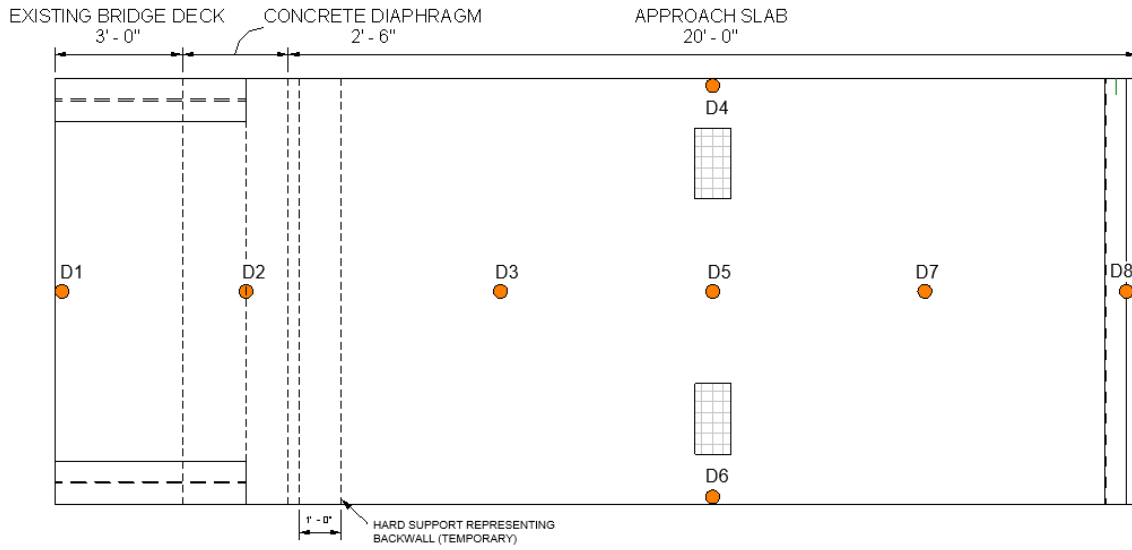 EXISTING BRIDGE DECK CONCRETE DIAPHRAGM APPROACH SLAB
3' - 0" 2' - 6" 20' - 0"
D4
D1 D2 D3 D5 D7 D8
D6
1' - 0"
HARD SUPPORT REPRESENTING
BACKWALL (TEMPORARY)